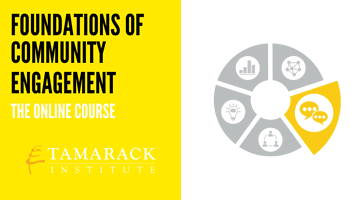 FOUNDATIONS OF
COMMUNITY
ENGAGEMENT
THE ONLINE COURSE
TAMARACK
INSTITUTE